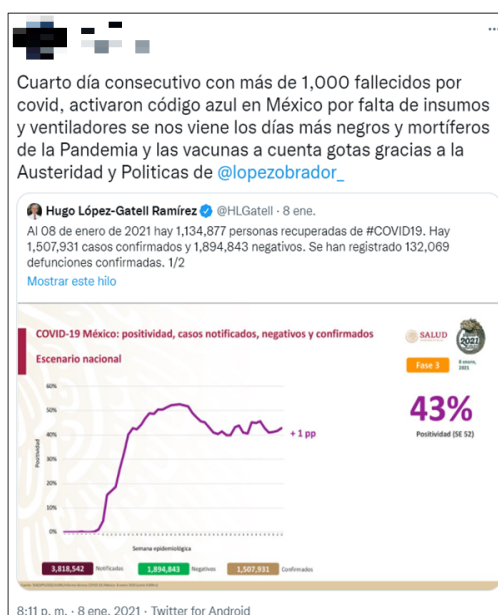 Cuarto día consecutivo con más de 1,000 fallecidos por
covid, activaron código azul en México por falta de insumos
y ventiladores se nos viene los días más negros y mortíferos
de la Pandemia y las vacunas a cuenta gotas gracias a la
Austeridad y Politicas de @lopezobrador_
Hugo López-Gatell Ramírez @HLGatell · 8 ene.
Al 08 de enero de 2021 hay 1,134,877 personas recuperadas de #COVID19. Hay
1,507,931 casos confirmados y 1,894,843 negativos. Se han registrado 132,069
defunciones confirmadas. 1/2
Mostrar este hilo
COVID-19 México: positividad, casos notificados, negativos y confirmados
SALUD
2021
Escenario nacional
Fase 3
8 enero,
2021
60%
50%
40%
30%
20%
10%
0%
Positividad
+ 1 pp
43%
Positividad (SE 52)
Semana epidemiológica
3,818,542 Notificados
1,894,843 Negativos
1,507,931 Confirmados
8:11 p. m. · 8 ene. 2021 · Twitter for Android